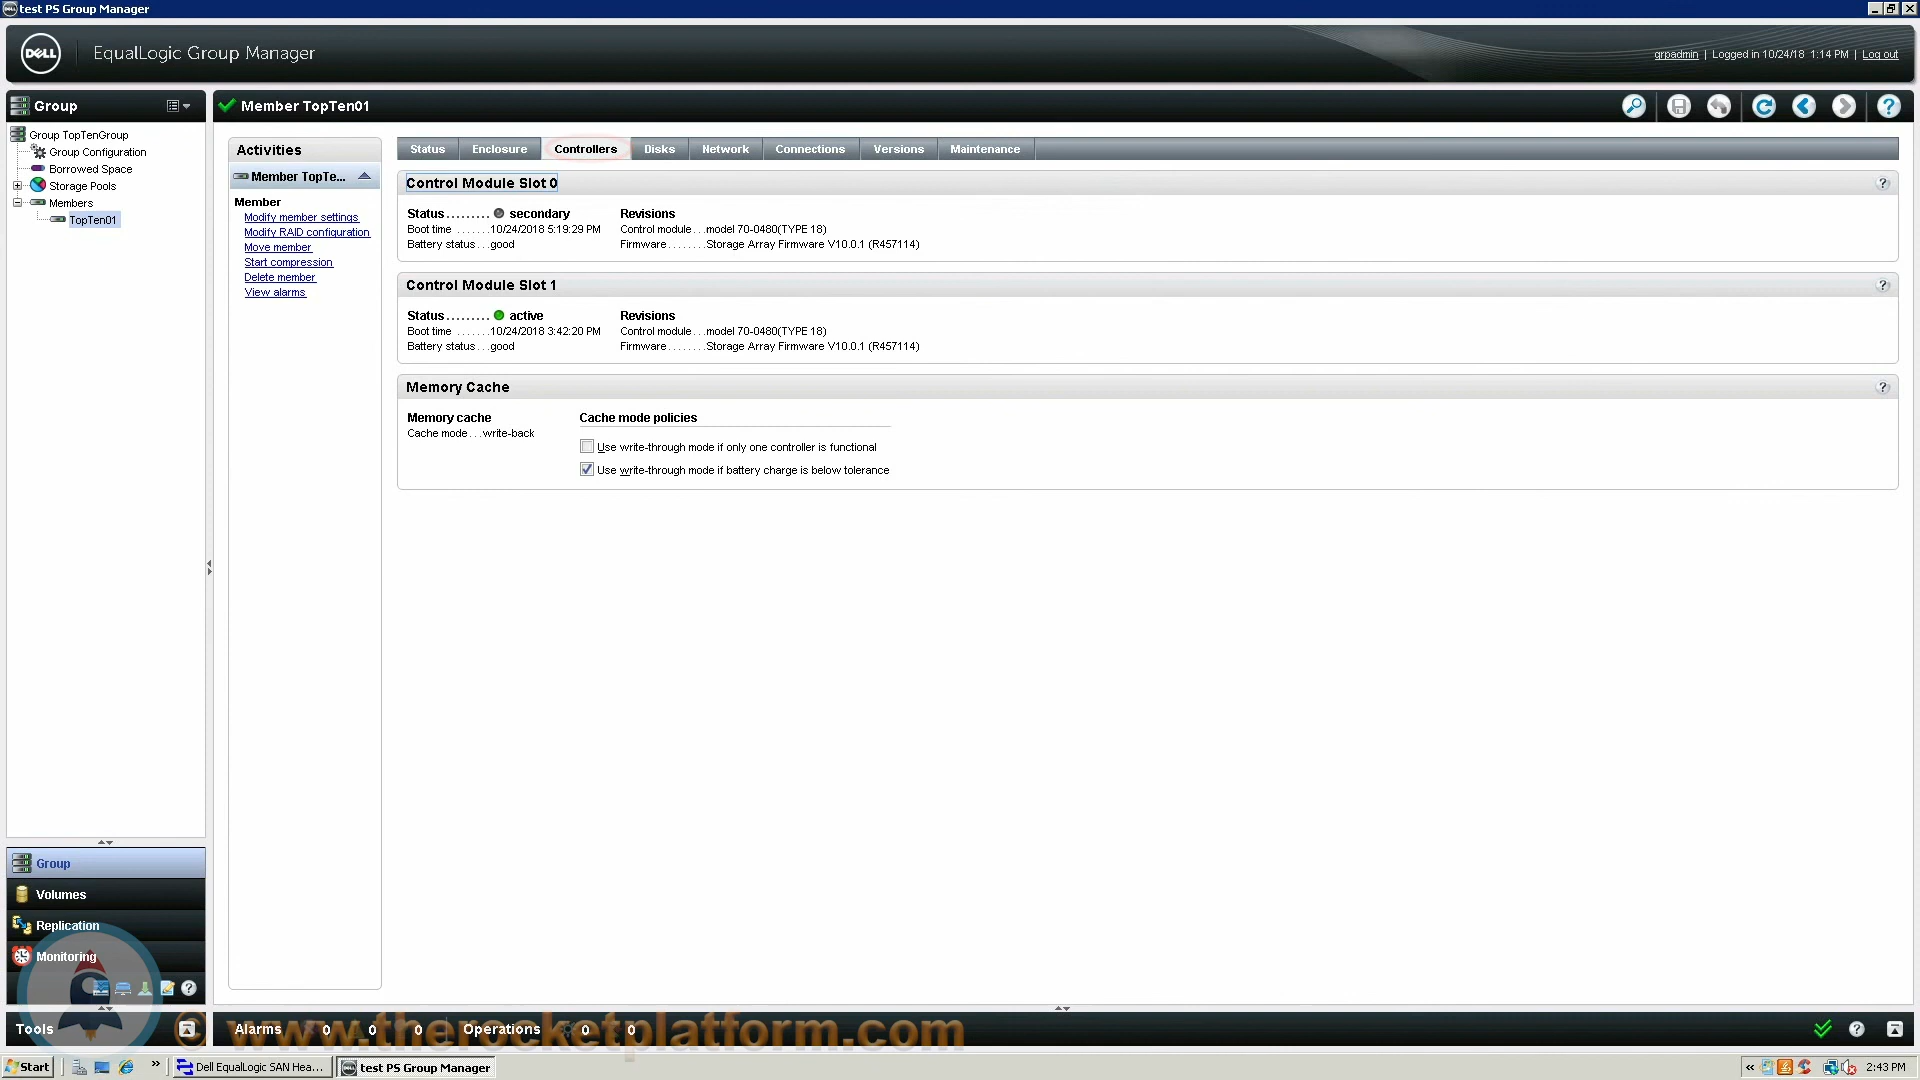 test PS Group Manager
DELL
EqualLogic Group Manager
grpadmin | Logged in 10/24/18 1:14 PM | Log out
Group
Member TopTen01
Group TopTenGroup
Group Configuration
Borrowed Space
Storage Pools
Members
TopTen01
Activities
Member TopTe...
Member
Modify member settings
Modify RAID configuration
Move member
Start compression
Delete member
View alarms
Status Enclosure Controllers Disks Network Connections Versions Maintenance
Control Module Slot 0
Status......... secondary
Boot time .......10/24/2018 5:19:29 PM
Battery status...good
Revisions
Control module...model 70-0480(TYPE 18)
Firmware........Storage Array Firmware V10.0.1 (R457114)
Control Module Slot 1
Status......... active
Boot time .......10/24/2018 3:42:20 PM
Battery status...good
Revisions
Control module...model 70-0480(TYPE 18)
Firmware........Storage Array Firmware V10.0.1 (R457114)
Memory Cache
Memory cache
Cache mode...write-back
Cache mode policies
Use write-through mode if only one controller is functional
Use write-through mode if battery charge is below tolerance
Group
Volumes
Replication
Monitoring
Tools
Alarms 0 0 0 Operations 0 0
© www.therocketplatform.com
Start
Dell EqualLogic SAN Hea...
test PS Group Manager
2:43 PM